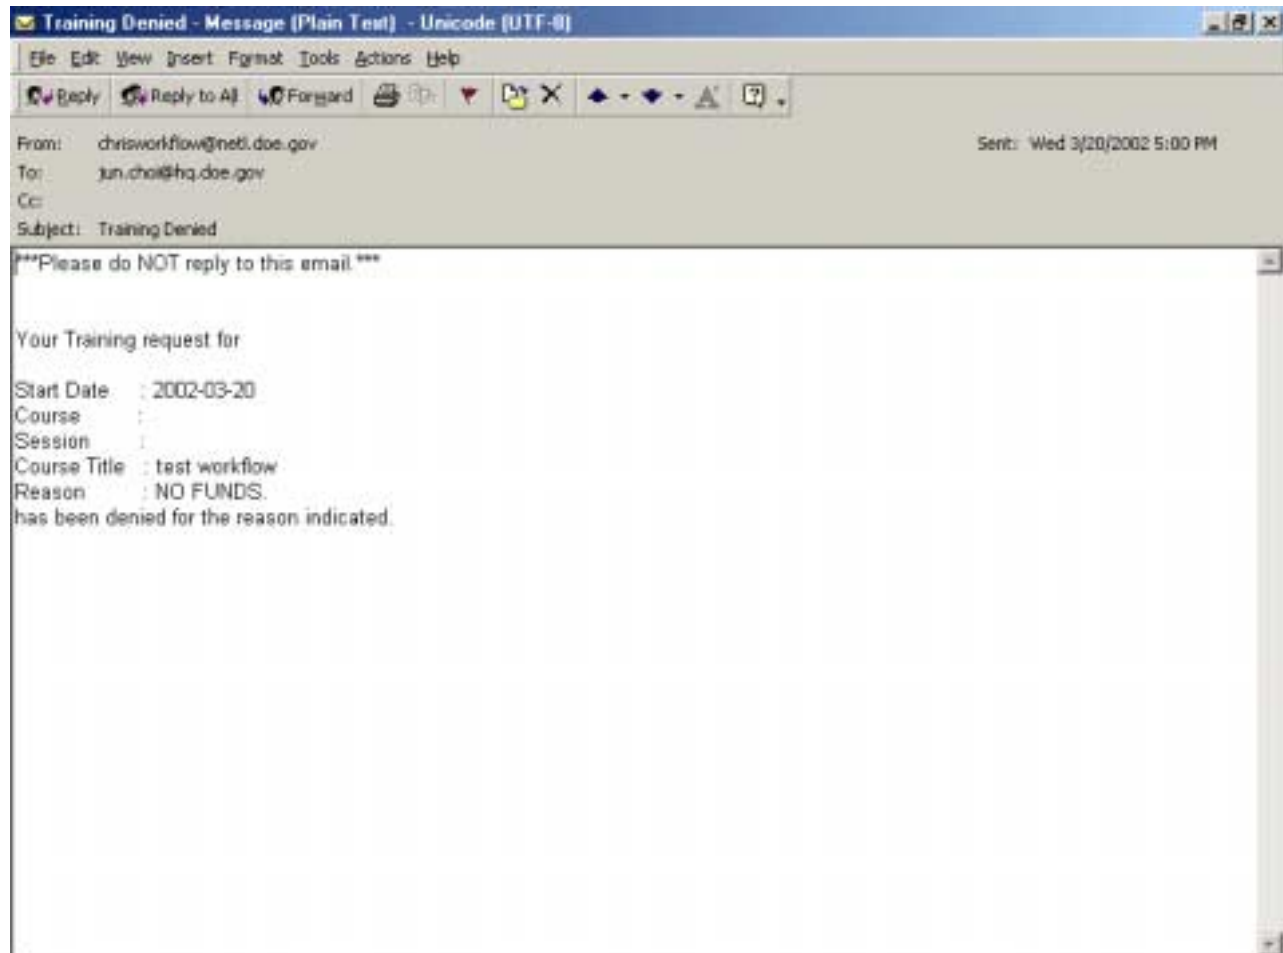 Training Denied - Message (Plain Text) - Unicode (UTF-8)
File Edit View Insert Format Tools Actions Help
Reply Reply to All Forward
From: chrisworkflow@netl.doe.gov Sent: Wed 3/20/2002 5:00 PM
To: jun.choi@hq.doe.gov
Cc:
Subject: Training Denied
***Please do NOT reply to this email.***
Your Training request for
Start Date : 2002-03-20
Course :
Session :
Course Title : test workflow
Reason : NO FUNDS.
has been denied for the reason indicated.